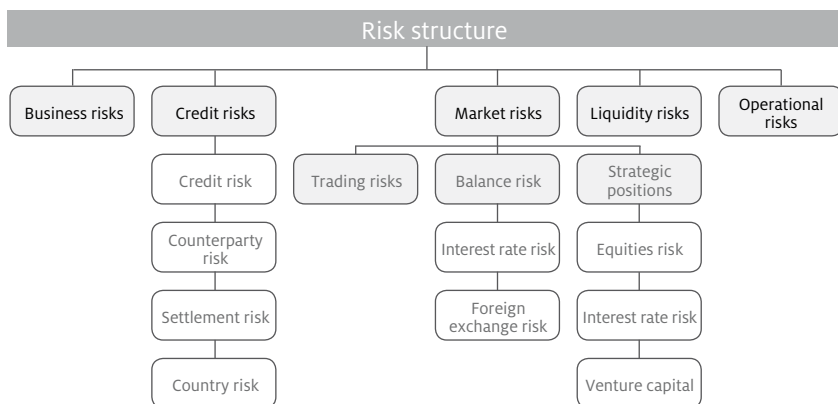 Risk structure
Business risks
Credit risks
Market risks
Liquidity risks
Operational
risks
Credit risk
Trading risks
Balance risk
Strategic
positions
Counterparty
risk
Interest rate risk
Equities risk
Settlement risk
Foreign
exchange risk
Interest rate risk
Country risk
Venture capital